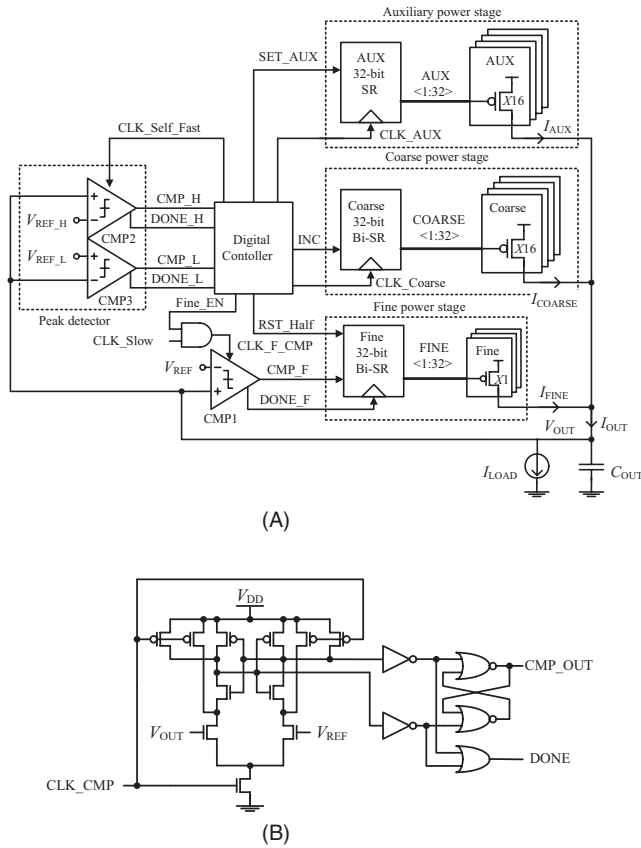 Auxiliary power stage
SET_AUX
AUX
32-bit
SR
AUX
<1:32>
AUX
X16
I_AUX
CLK_AUX
CLK_Self_Fast
Coarse power stage
V_REF_H
CMP2
CMP_H
DONE_H
V_REF_L
CMP3
CMP_L
DONE_L
Peak detector
Digital
Contoller
INC
Coarse
32-bit
Bi-SR
COARSE
<1:32>
Coarse
X16
CLK_Coarse
I_COARSE
Fine_EN
RST_Half
Fine power stage
CLK_Slow
CLK_F_CMP
V_REF
CMP1
CMP_F
DONE_F
Fine
32-bit
Bi-SR
FINE
<1:32>
Fine
X1
I_FINE
V_OUT
I_OUT
I_LOAD
C_OUT
(A)
V_DD
CMP_OUT
V_OUT
V_REF
DONE
CLK_CMP
(B)